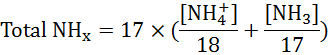 Total NHₓ = 17 × ([NH₄⁺]/18 + [NH₃]/17)